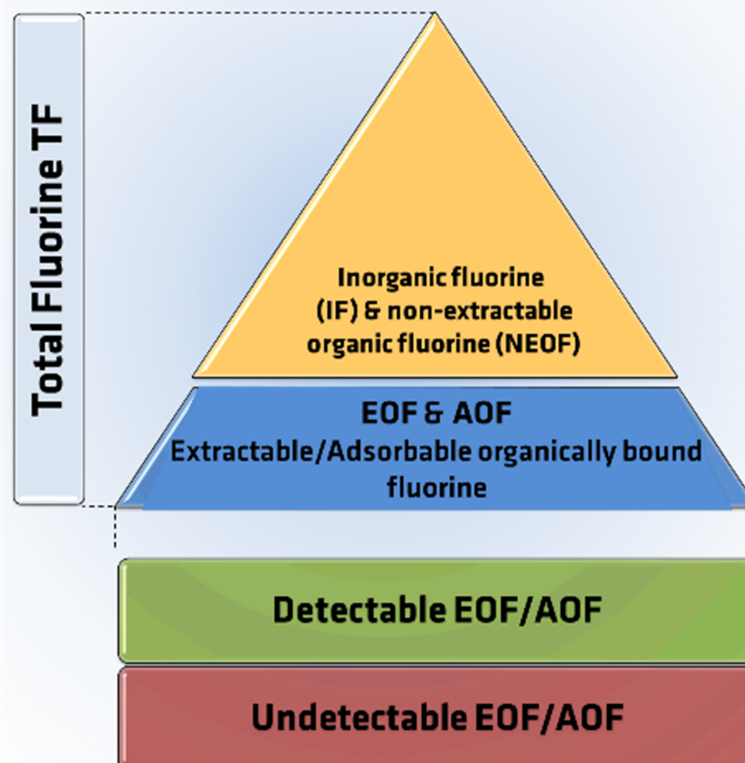 Total Fluorine TF
Inorganic fluorine
(IF) & non-extractable
organic fluorine (NEOF)
EOF & AOF
Extractable/Adsorbable organically bound
fluorine
Detectable EOF/AOF
Undetectable EOF/AOF